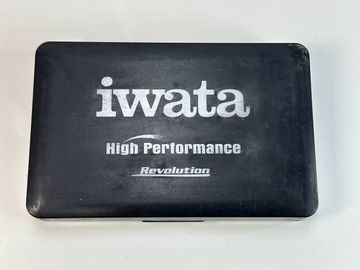 iwata
High Performance
Revolution